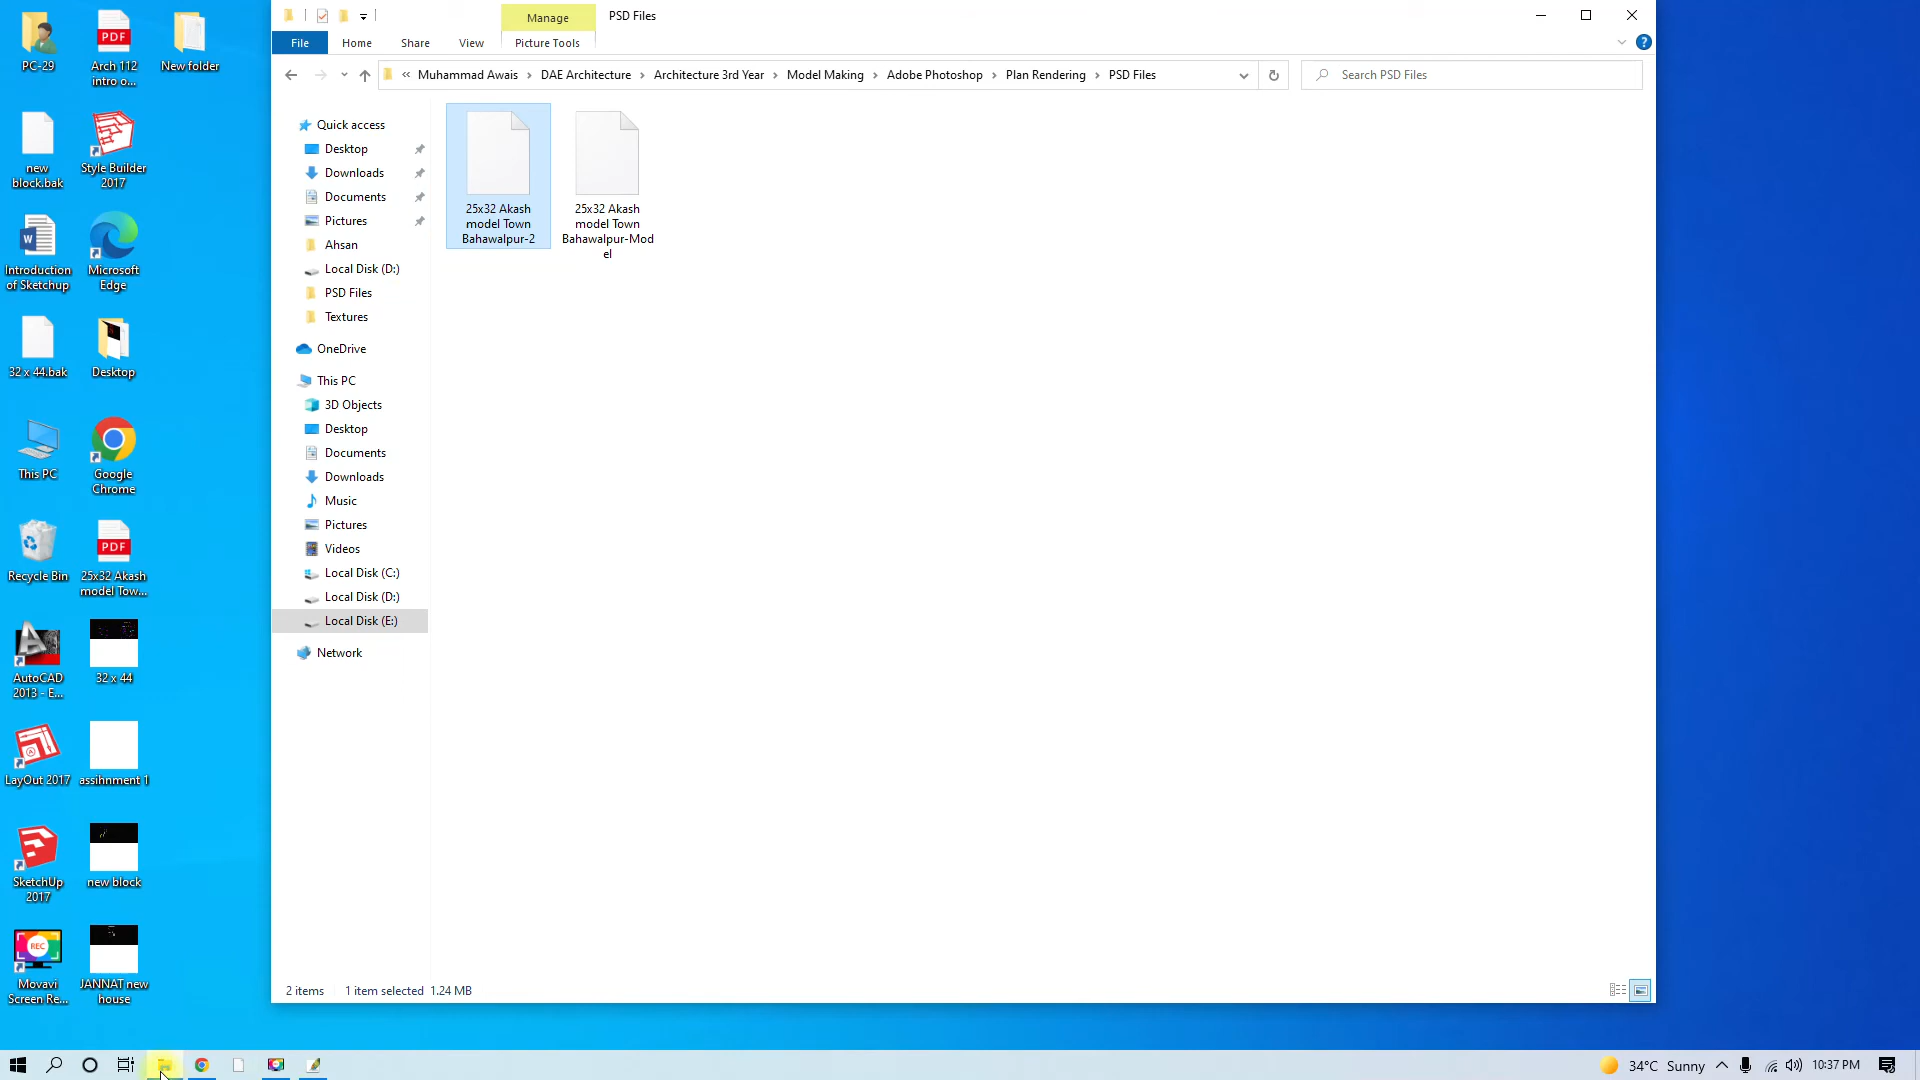 PC-29
Arch 112
intro o...
New folder
new
block.bak
Style Builder
2017
Introduction
of Sketchup
Microsoft
Edge
32 x 44.bak
Desktop
This PC
Google
Chrome
Recycle Bin
PDF
25x32 Akash
model Tow...
AutoCAD
2013 - E...
32 x 44
LayOut 2017
assihnment 1
SketchUp
2017
new block
REC
Movavi
Screen Re...
JANNAT new
house
PDF
Manage
PSD Files
File
Home
Share
View
Picture Tools
« Muhammad Awais > DAE Architecture > Architecture 3rd Year > Model Making > Adobe Photoshop > Plan Rendering > PSD Files
Search PSD Files
Quick access
Desktop
Downloads
Documents
Pictures
Ahsan
Local Disk (D:)
PSD Files
Textures
OneDrive
This PC
3D Objects
Desktop
Documents
Downloads
Music
Pictures
Videos
Local Disk (C:)
Local Disk (D:)
Local Disk (E:)
Network
25x32 Akash
model Town
Bahawalpur-2
25x32 Akash
model Town
Bahawalpur-Mod
el
2 items
1 item selected 1.24 MB
34°C Sunny
10:37 PM